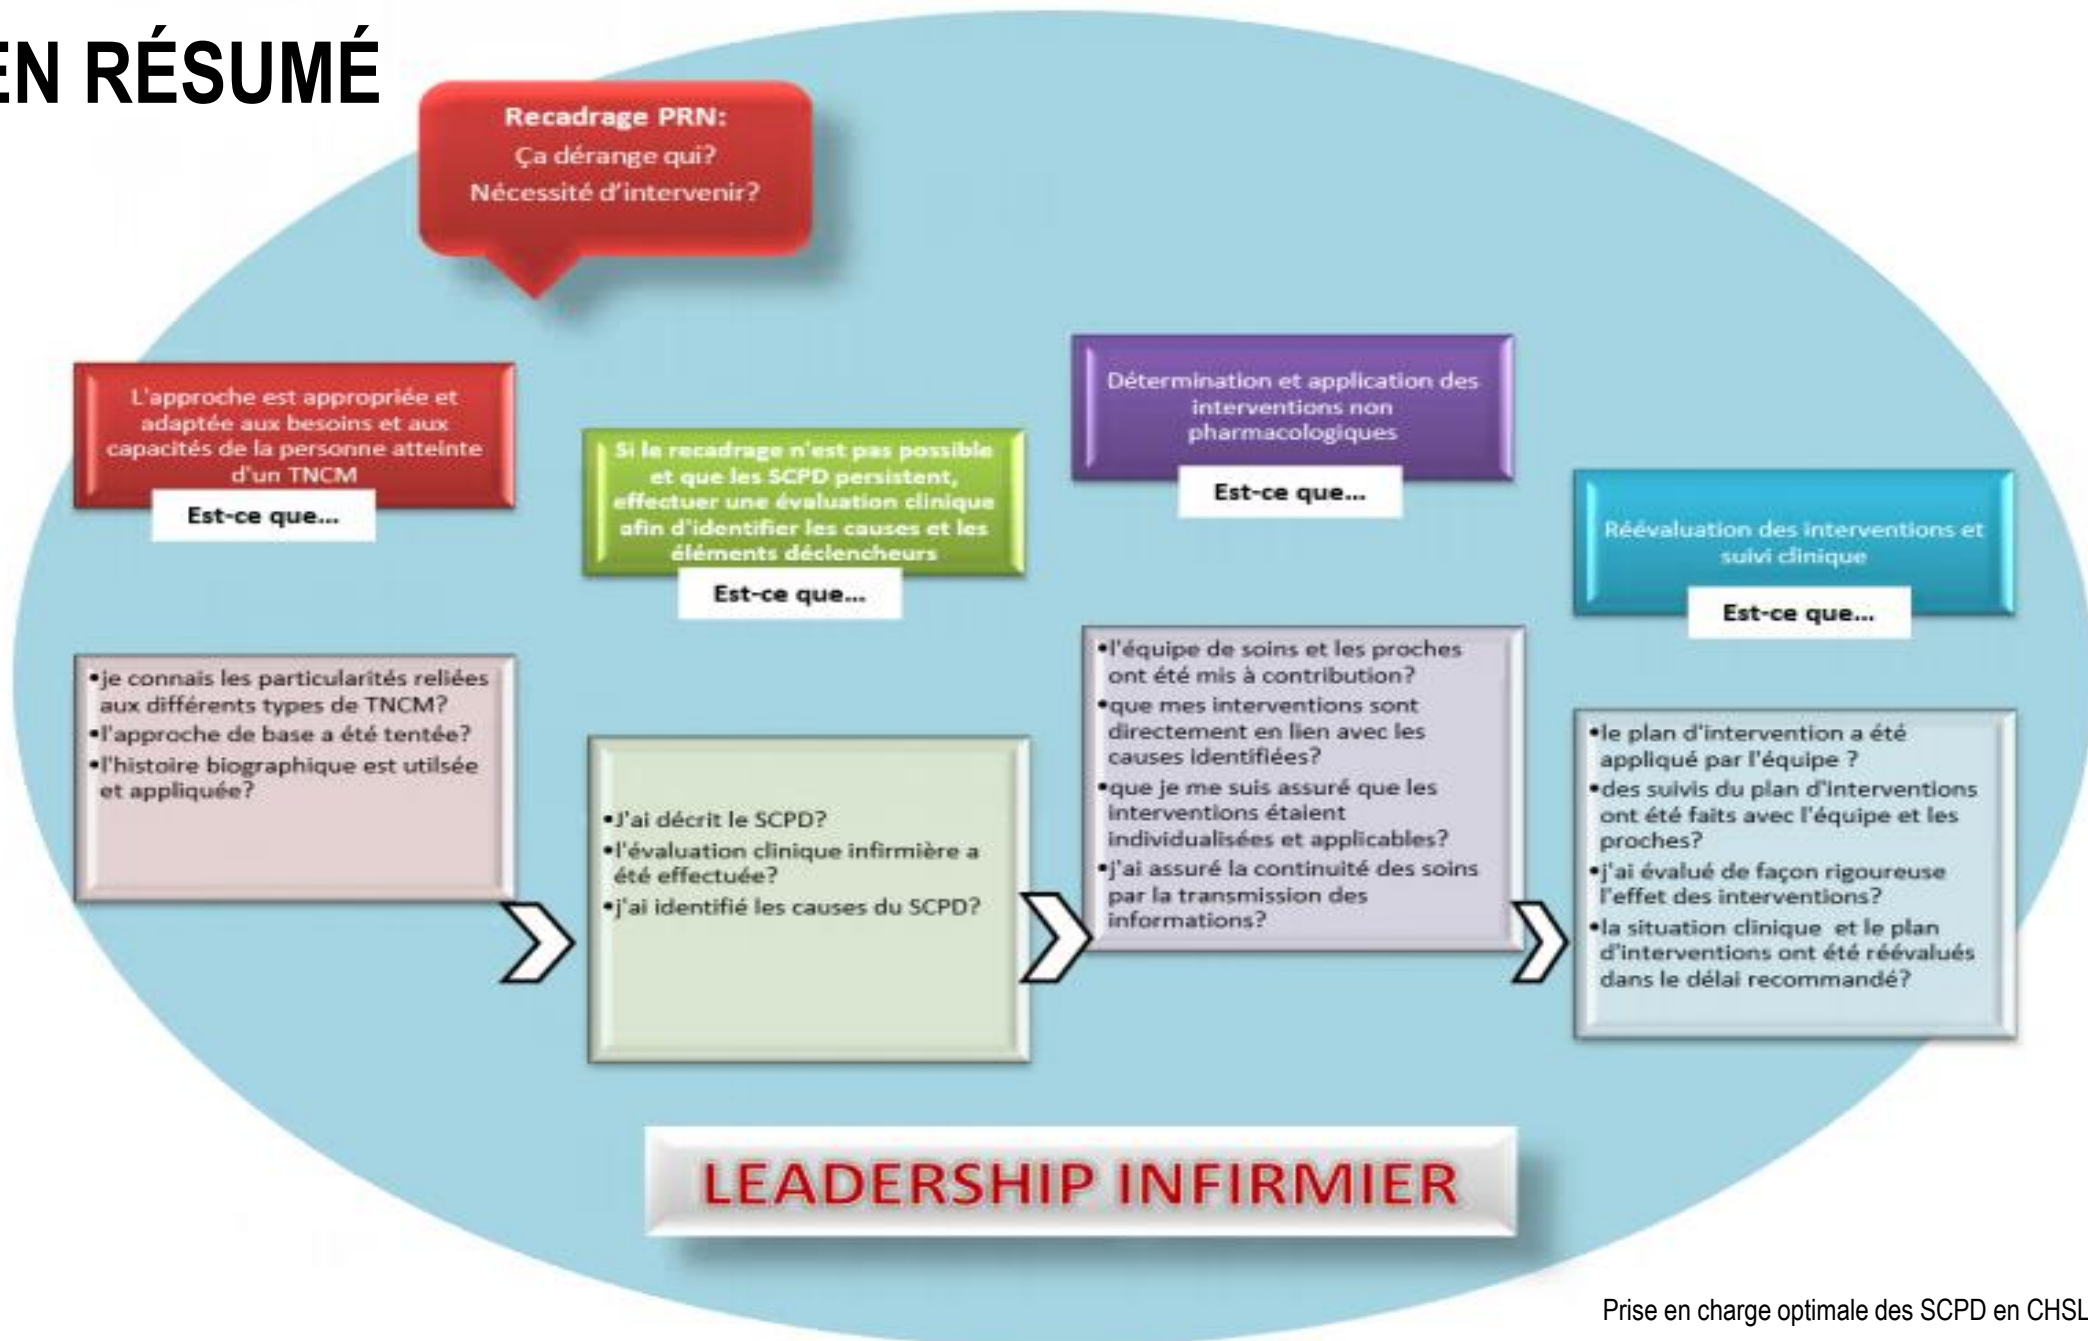 EN RÉSUMÉ
Recadrage PRN:
Ça dérange qui?
Nécessité d'intervenir?
L'approche est appropriée et
adaptée aux besoins et aux
capacités de la personne atteinte
d'un TNCM
Est-ce que...
•je connais les particularités reliées
aux différents types de TNCM?
•l'approche de base a été tentée?
•l'histoire biographique est utilsée
et appliquée?
Si le recadrage n'est pas possible
et que les SCPD persistent,
effectuer une évaluation clinique
afin d'identifier les causes et les
éléments déclencheurs
Est-ce que...
•J'ai décrit le SCPD?
•l'évaluation clinique infirmière a
été effectuée?
•j'ai identifié les causes du SCPD?
Détermination et application des
interventions non
pharmacologiques
Est-ce que...
•l'équipe de soins et les proches
ont été mis à contribution?
•que mes interventions sont
directement en lien avec les
causes identifiées?
•que je me suis assuré que les
interventions étaient
individualisées et applicables?
•j'ai assuré la continuité des soins
par la transmission des
informations?
Réévaluation des interventions et
suivi clinique
Est-ce que...
•le plan d'intervention a été
appliqué par l'équipe ?
•des suivis du plan d'interventions
ont été faits avec l'équipe et les
proches?
•j'ai évalué de façon rigoureuse
l'effet des interventions?
•la situation clinique et le plan
d'interventions ont été réévalués
dans le délai recommandé?
LEADERSHIP INFIRMIER
Prise en charge optimale des SCPD en CHSL